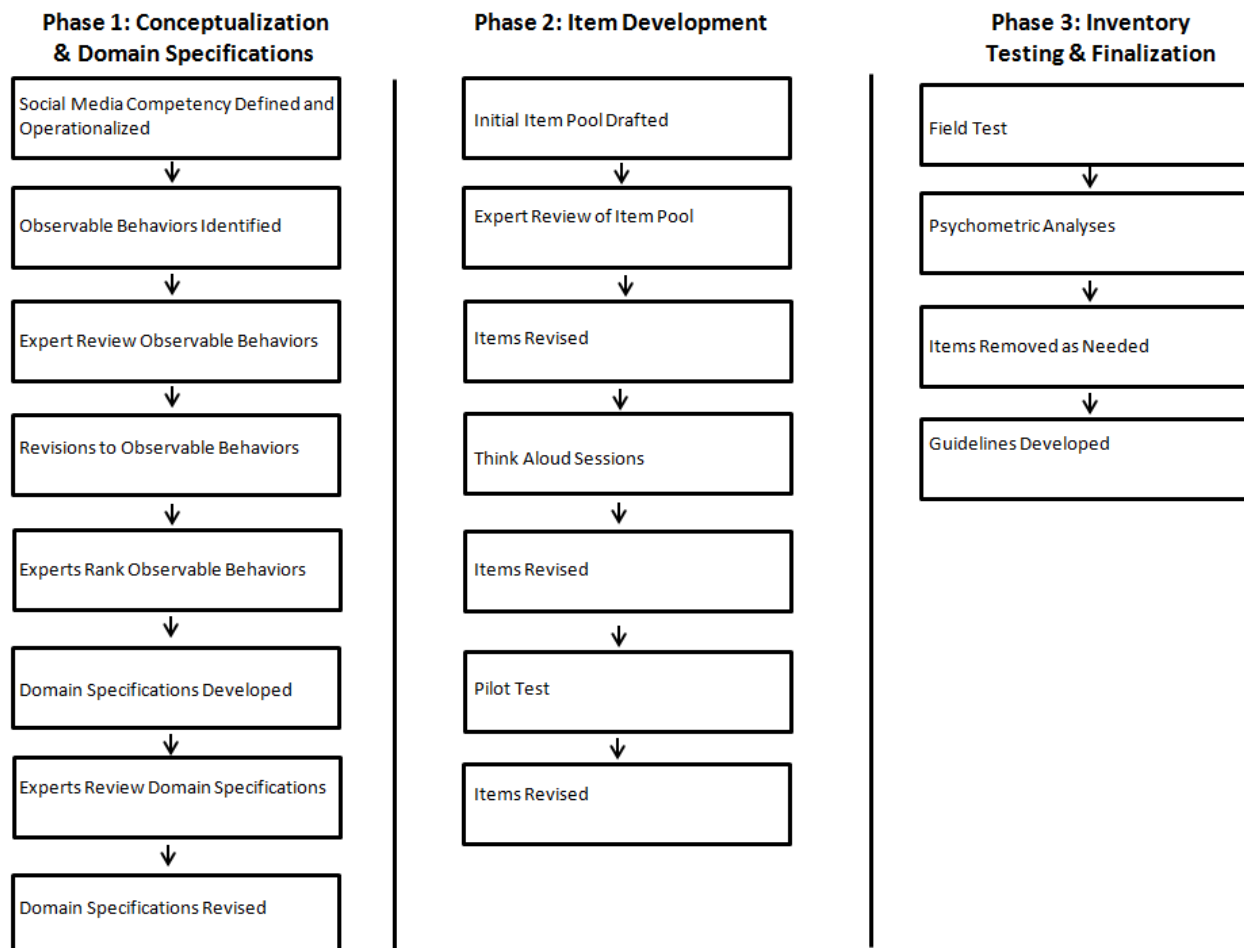 Phase 1: Conceptualization
& Domain Specifications
Social Media Competency Defined and
Operationalized
Observable Behaviors Identified
Expert Review Observable Behaviors
Revisions to Observable Behaviors
Experts Rank Observable Behaviors
Domain Specifications Developed
Experts Review Domain Specifications
Domain Specifications Revised
Phase 2: Item Development
Initial Item Pool Drafted
Expert Review of Item Pool
Items Revised
Think Aloud Sessions
Items Revised
Pilot Test
Items Revised
Phase 3: Inventory
Testing & Finalization
Field Test
Psychometric Analyses
Items Removed as Needed
Guidelines Developed